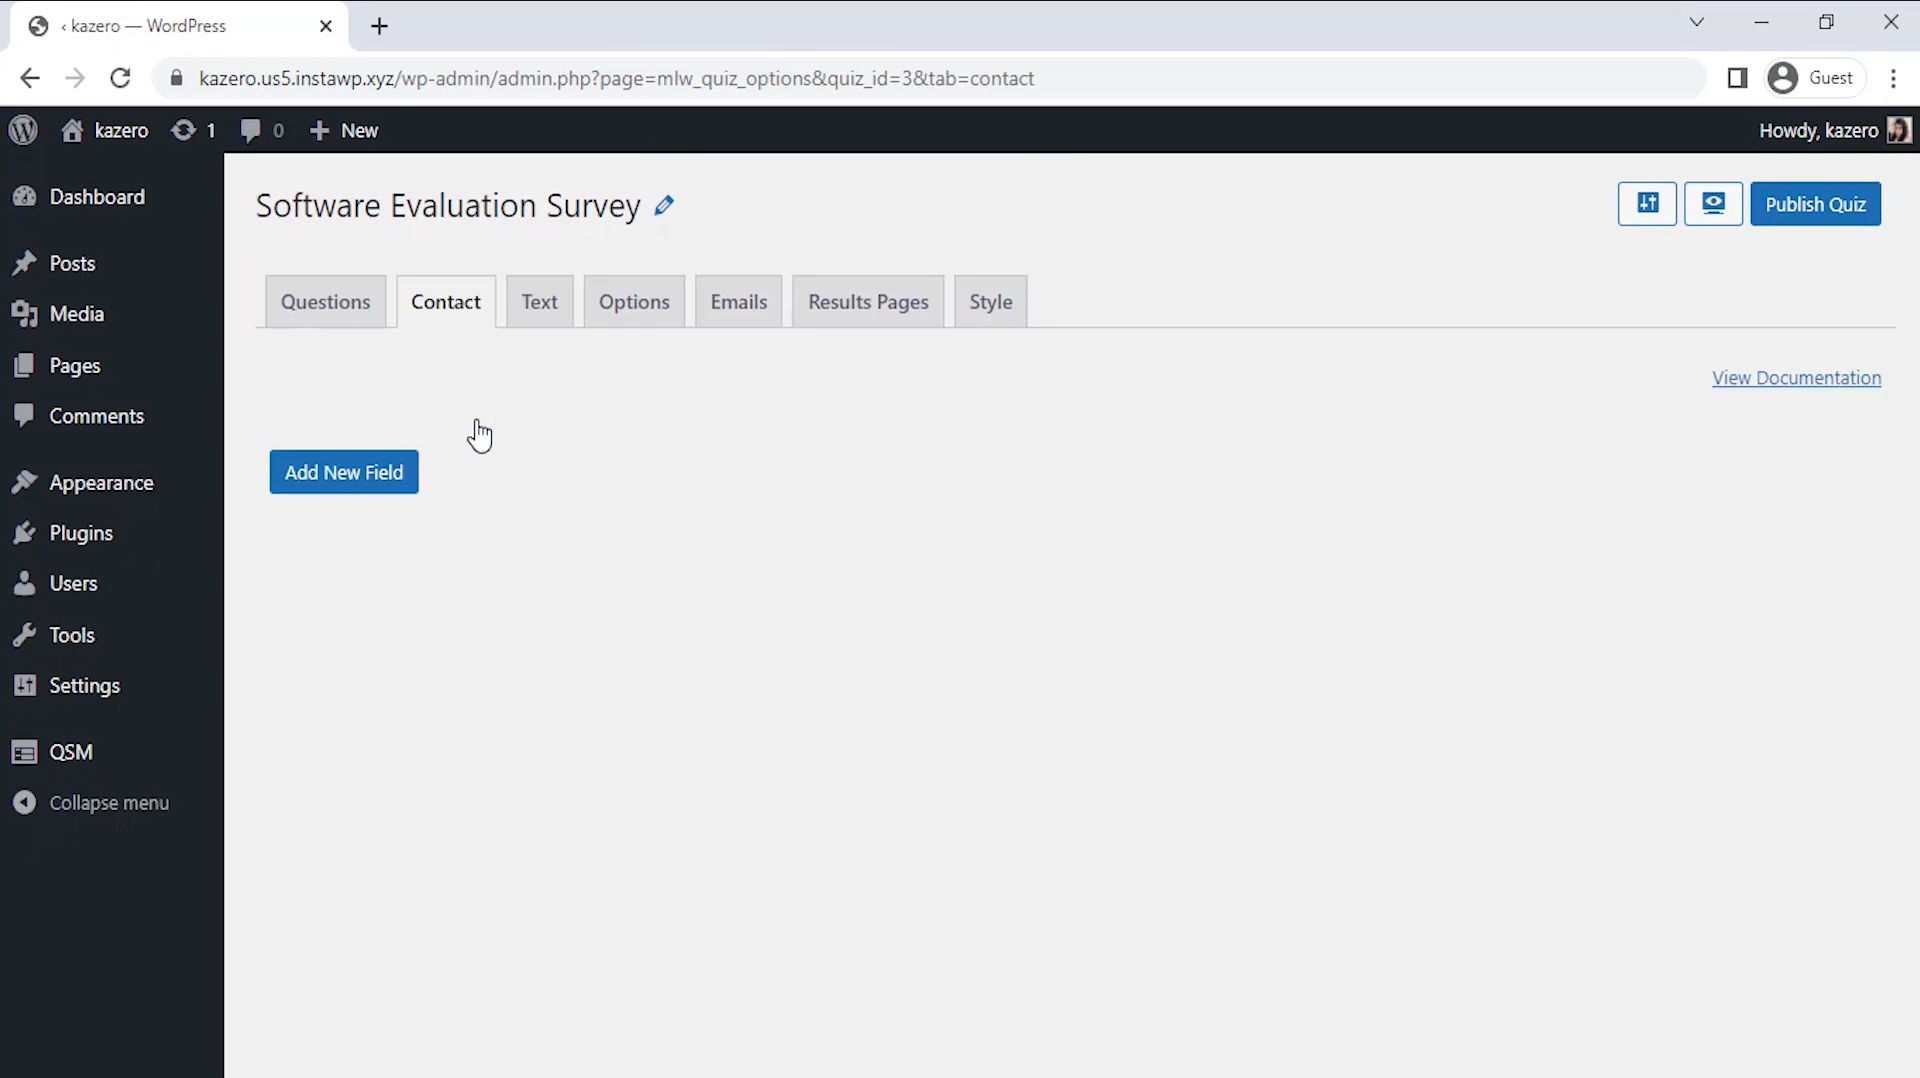 ‹ kazero — WordPress
kazero.us5.instawp.xyz/wp-admin/admin.php?page=mlw_quiz_options&quiz_id=3&tab=contact
Guest
kazero 1 0 New
Howdy, kazero
Dashboard
Posts
Media
Pages
Comments
Appearance
Plugins
Users
Tools
Settings
QSM
Collapse menu
Software Evaluation Survey
Publish Quiz
Questions Contact Text Options Emails Results Pages Style
View Documentation
Add New Field